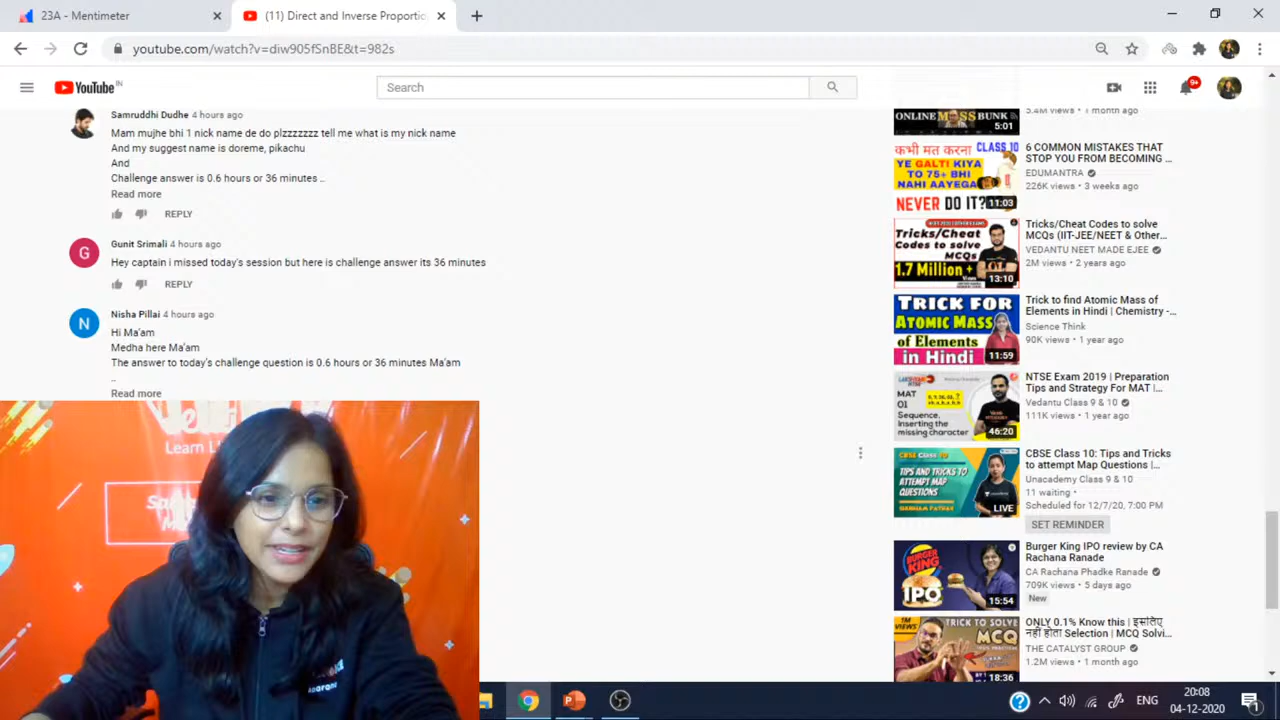 23A - Mentimeter
(11) Direct and Inverse Proportio
youtube.com/watch?v=diw905fSnBE&t=982s
YouTube IN
Search
9+
Samruddhi Dudhe 4 hours ago
Mam mujhe bhi 1 nick name de do plzzzzzzz tell me what is my nick name
And my suggest name is doreme, pikachu
And
Challenge answer is 0.6 hours or 36 minutes ..
Read more
REPLY
G
Gunit Srimali 4 hours ago
Hey captain i missed today's session but here is challenge answer its 36 minutes
REPLY
N
Nisha Pillai 4 hours ago
Hi Ma'am
Medha here Ma'am
The answer to today's challenge question is 0.6 hours or 36 minutes Ma'am
..
Read more
ONLINE MASS BUNK
5:01
5.4M views • 1 month ago
कभी मत करना CLASS 10
YE GALTI KIYA
TO 75+ BHI
NAHI AAYEGA
NEVER DO IT?
11:03
6 COMMON MISTAKES THAT
STOP YOU FROM BECOMING ...
EDUMANTRA
226K views • 3 weeks ago
Tricks/Cheat
Codes to solve
MCQs
1.7 Million +
13:10
Tricks/Cheat Codes to solve
MCQs (IIT-JEE/NEET & Other...
VEDANTU NEET MADE EJEE
2M views • 2 years ago
TRICK FOR
ATOMIC MASS
of Elements
in Hindi
11:59
Trick to find Atomic Mass of
Elements in Hindi | Chemistry -...
Science Think
90K views • 1 year ago
MAT
01
Sequence,
Inserting the
missing character
46:20
NTSE Exam 2019 | Preparation
Tips and Strategy For MAT |...
Vedantu Class 9 & 10
111K views • 1 year ago
CBSE CLASS 10
TIPS AND TRICKS TO
ATTEMPT MAP
QUESTIONS
LIVE
CBSE Class 10: Tips and Tricks
to attempt Map Questions |...
Unacademy Class 9 & 10
11 waiting •
Scheduled for 12/7/20, 7:00 PM
SET REMINDER
BURGER
KING
IPO
15:54
Burger King IPO review by CA
Rachana Ranade
CA Rachana Phadke Ranade
709K views • 5 days ago
New
1M
VIEWS
TRICK TO SOLVE
MCQ
18:36
ONLY 0.1% Know this | इसलिए
नहीं होता Selection | MCQ Solvi...
THE CATALYST GROUP
1.2M views • 1 month ago
Learn
ENG
20:08
04-12-2020
1